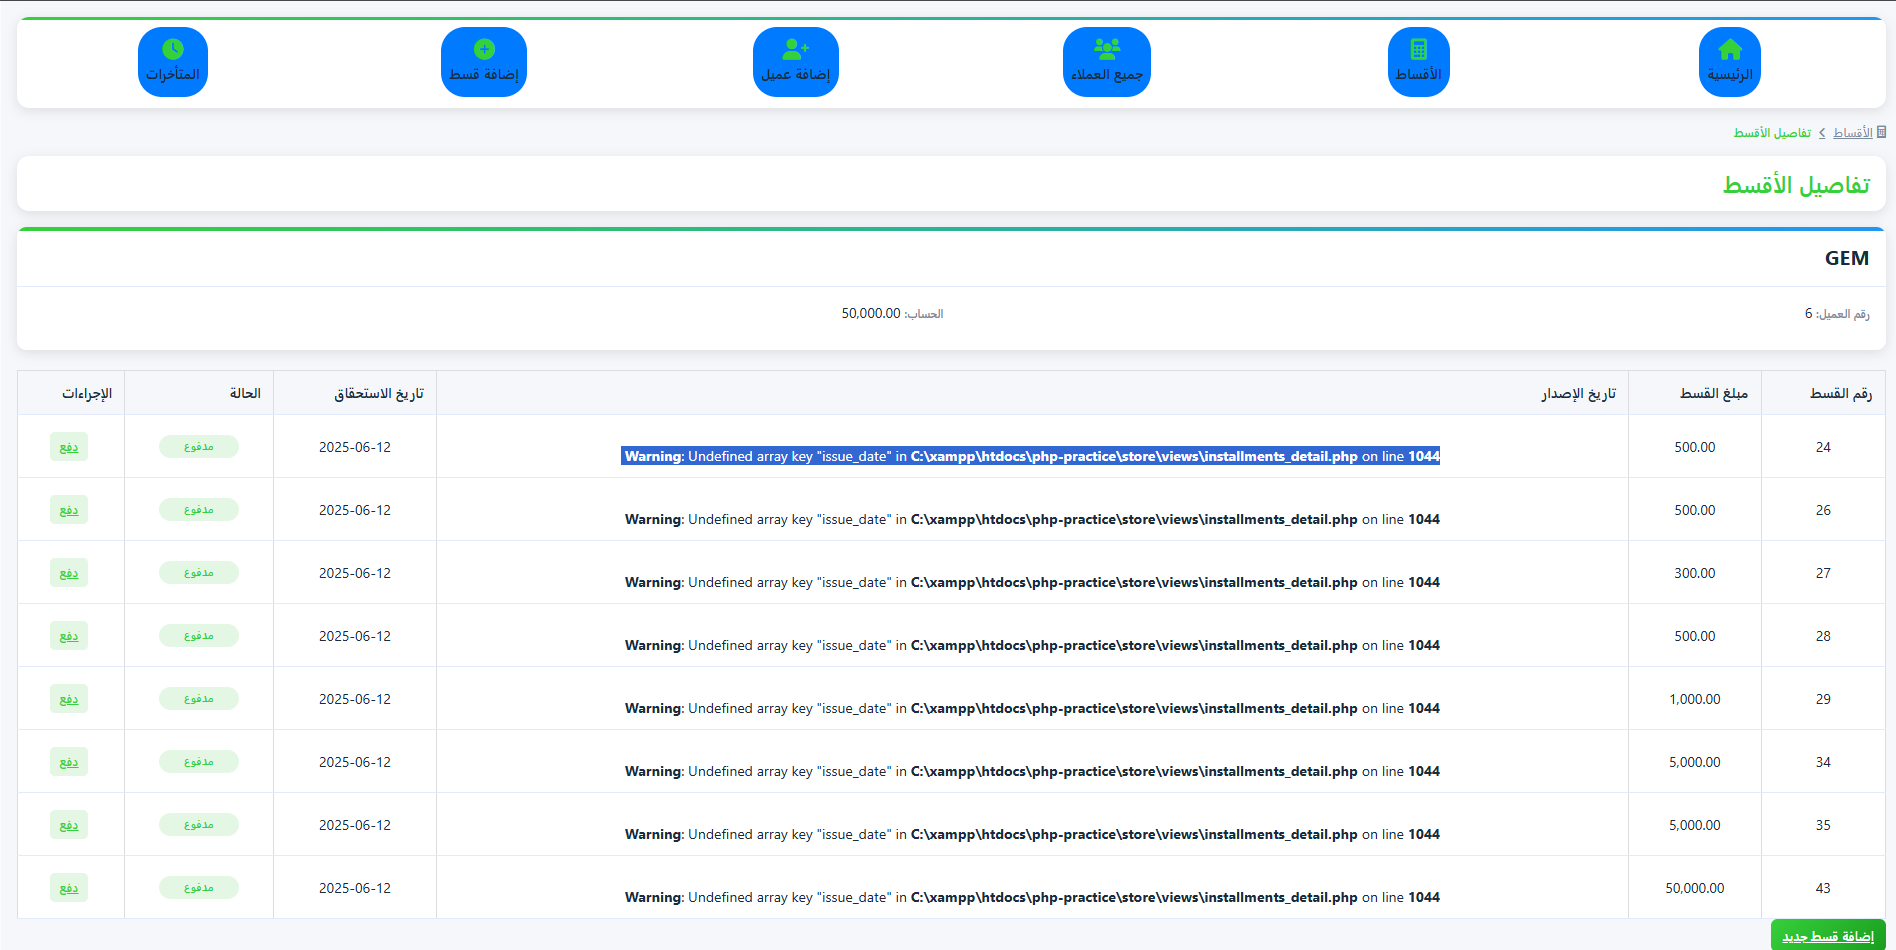 الرئيسية
الأقساط
جميع العملاء
إضافة عميل
إضافة قسط
المتأخرات
الأقساط > تفاصيل الأقسط
تفاصيل الأقسط
GEM
رقم العميل: 6
الحساب: 50,000.00
رقم القسط مبلغ القسط تاريخ الإصدار تاريخ الاستحقاق الحالة الإجراءات
24 500.00 Warning: Undefined array key "issue_date" in C:\xampp\htdocs\php-practice\store\views\installments_detail.php on line 1044 2025-06-12 مدفوع دفع
26 500.00 Warning: Undefined array key "issue_date" in C:\xampp\htdocs\php-practice\store\views\installments_detail.php on line 1044 2025-06-12 مدفوع دفع
27 300.00 Warning: Undefined array key "issue_date" in C:\xampp\htdocs\php-practice\store\views\installments_detail.php on line 1044 2025-06-12 مدفوع دفع
28 500.00 Warning: Undefined array key "issue_date" in C:\xampp\htdocs\php-practice\store\views\installments_detail.php on line 1044 2025-06-12 مدفوع دفع
29 1,000.00 Warning: Undefined array key "issue_date" in C:\xampp\htdocs\php-practice\store\views\installments_detail.php on line 1044 2025-06-12 مدفوع دفع
34 5,000.00 Warning: Undefined array key "issue_date" in C:\xampp\htdocs\php-practice\store\views\installments_detail.php on line 1044 2025-06-12 مدفوع دفع
35 5,000.00 Warning: Undefined array key "issue_date" in C:\xampp\htdocs\php-practice\store\views\installments_detail.php on line 1044 2025-06-12 مدفوع دفع
43 50,000.00 Warning: Undefined array key "issue_date" in C:\xampp\htdocs\php-practice\store\views\installments_detail.php on line 1044 2025-06-12 مدفوع دفع
إضافة قسط جديد